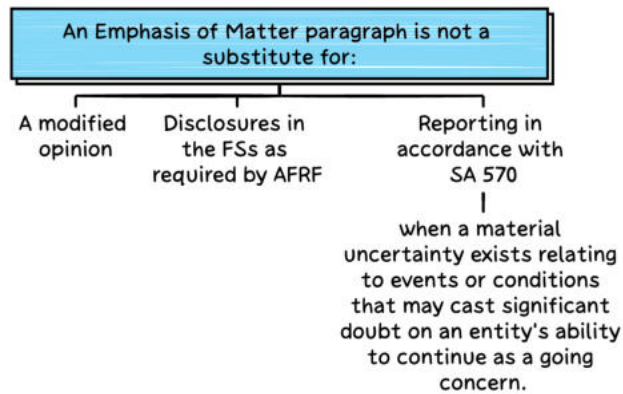 An Emphasis of Matter paragraph is not a
substitute for:
A modified
opinion
Disclosures in
the FSs as
required by AFRF
Reporting in
accordance with
SA 570
when a material
uncertainty exists relating
to events or conditions
that may cast significant
doubt on an entity's ability
to continue as a going
concern.